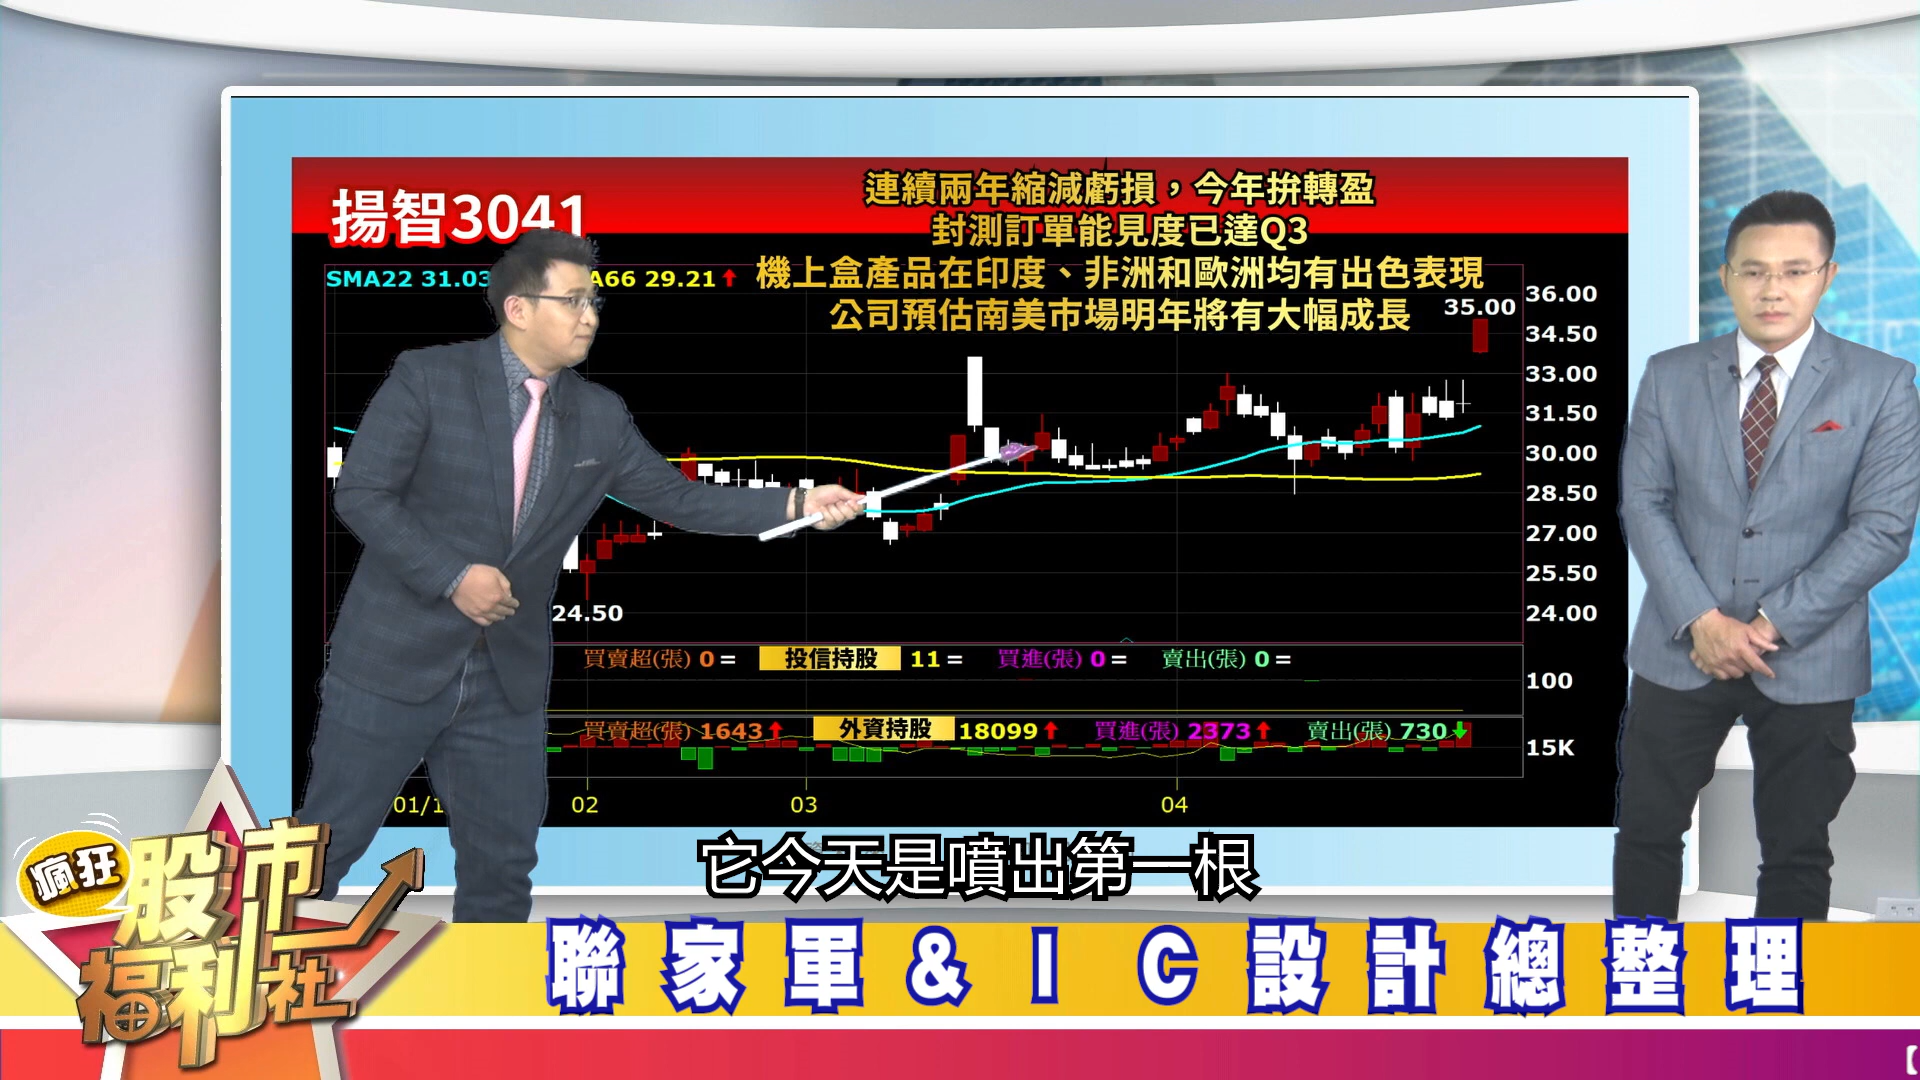 揚智3041
連續兩年縮減虧損，今年拚轉盈
封測訂單能見度已達Q3
機上盒產品在印度、非洲和歐洲均有出色表現
公司預估南美市場明年將有大幅成長
SMA22 31.03
A66 29.21
35.00
36.00
34.50
33.00
31.50
30.00
28.50
27.00
25.50
24.00
24.50
買賣超(張) 0= 投信持股 11= 買進(張) 0= 賣出(張) 0=
100
買賣超(張) 1643↑ 外資持股 18099↑ 買進(張) 2373↑ 賣出(張) 730↓
15K
01/1
02
03
04
它今天是噴出第一根
瘋狂
股市
福利社
聯家軍&IC設計總整理